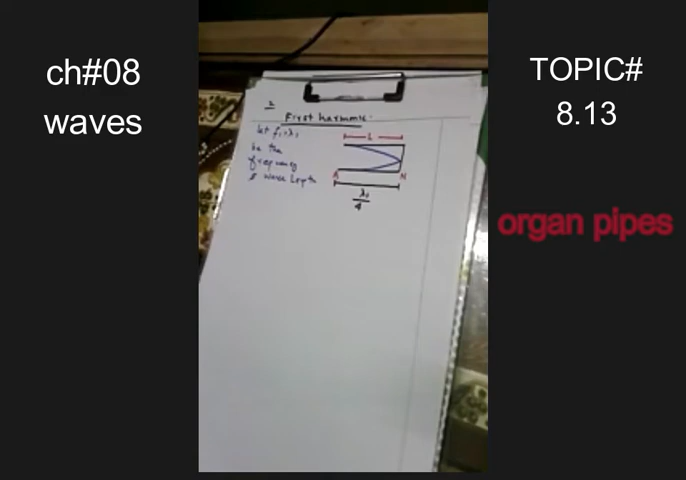 ch#08
waves
TOPIC#
8.13
organ pipes
First harmonic
let f₁, λ₁
be the
frequency
& wave length
L
A
N
λ₁
4